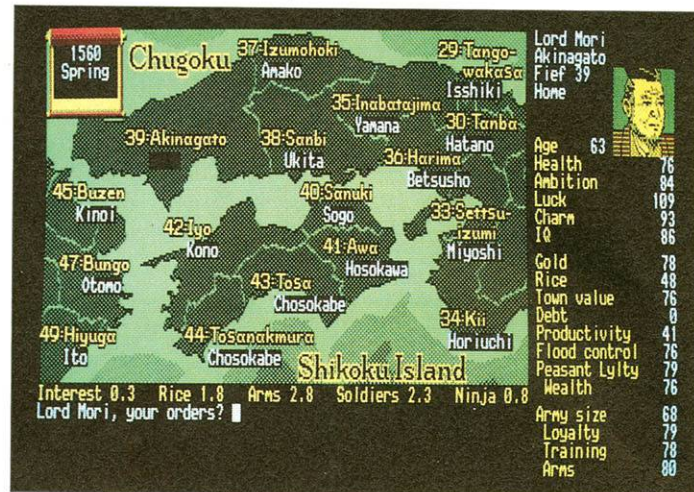 1560
Spring
Chugoku
37-Izumohoki
Amako
29-Tango-
wakasa
Isshiki
35-Inabatajima
Yamana
30-Tanba
Hatano
39-Akinagato
38-Sanbi
Ukita
36-Harima
Betsusho
45-Buzen
Kinoi
40-Sanuki
Sogo
42-Iyo
Kono
33-Settsu-
izumi
Miyoshi
41-Awa
Hosokawa
47-Bungo
Otomo
43-Tosa
Chosokabe
34-Kii
Horiuchi
49-Hiyuga
Ito
44-Tosanakmura
Chosokabe
Shikoku Island
Interest 0.3 Rice 1.8 Arms 2.8 Soldiers 2.3 Ninja 0.8
Lord Mori, your orders?
Lord Mori
Akinagato
Fief 39
Home
Age 63
Health 76
Ambition 84
Luck 109
Charm 93
IQ 86
Gold 78
Rice 48
Town value 76
Debt 0
Productivity 41
Flood control 76
Peasant Lylty 79
Wealth 76
Army size 68
Loyalty 79
Training 78
Arms 80